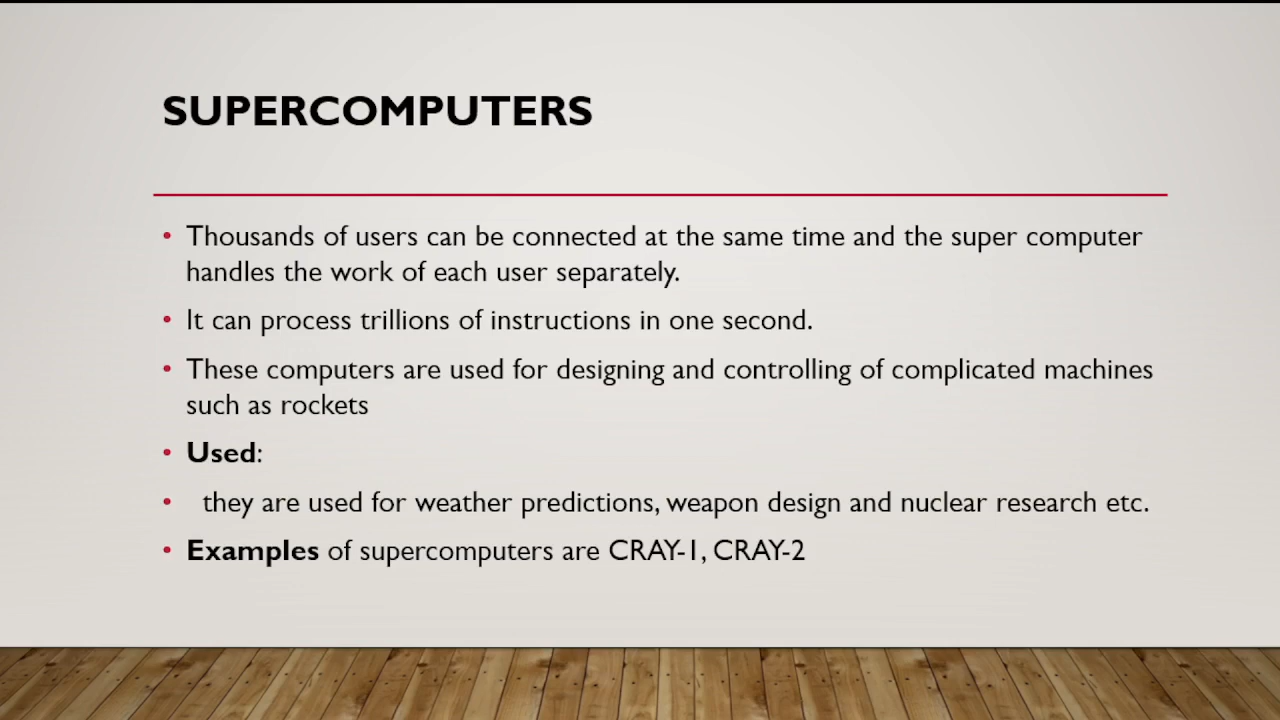 SUPERCOMPUTERS
• Thousands of users can be connected at the same time and the super computer
handles the work of each user separately.
• It can process trillions of instructions in one second.
• These computers are used for designing and controlling of complicated machines
such as rockets
• Used:
• they are used for weather predictions, weapon design and nuclear research etc.
• Examples of supercomputers are CRAY-1, CRAY-2